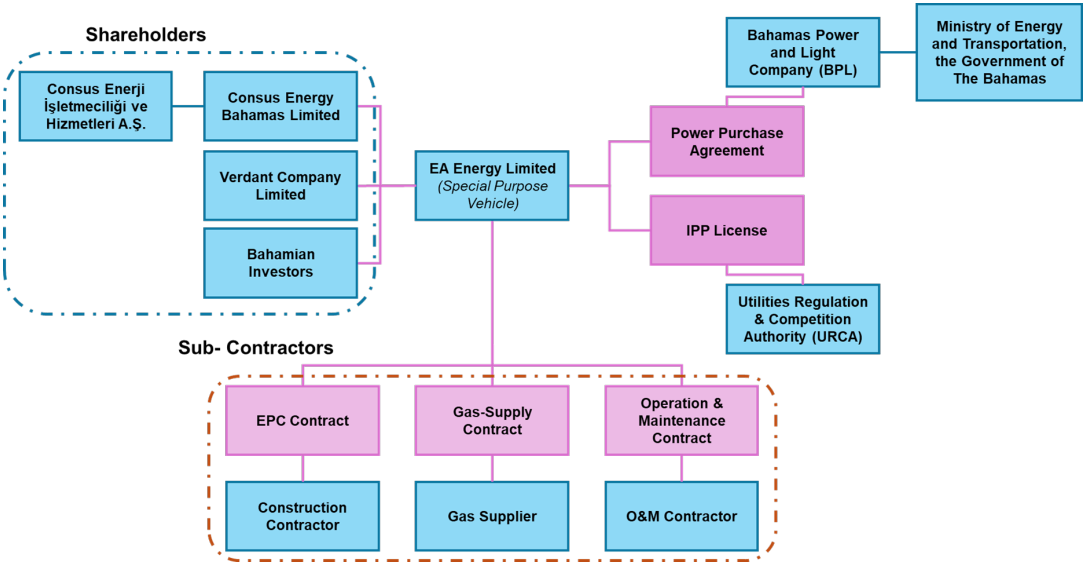 Shareholders
Consus Enerji
İşletmeciliği ve
Hizmetleri A.Ş.
Consus Energy
Bahamas Limited
Verdant Company
Limited
Bahamian
Investors
EA Energy Limited
(Special Purpose
Vehicle)
Bahamas Power
and Light
Company (BPL)
Ministry of Energy
and Transportation,
the Government of
The Bahamas
Power Purchase
Agreement
IPP License
Utilities Regulation
& Competition
Authority (URCA)
Sub- Contractors
EPC Contract
Gas-Supply
Contract
Operation &
Maintenance
Contract
Construction
Contractor
Gas Supplier
O&M Contractor